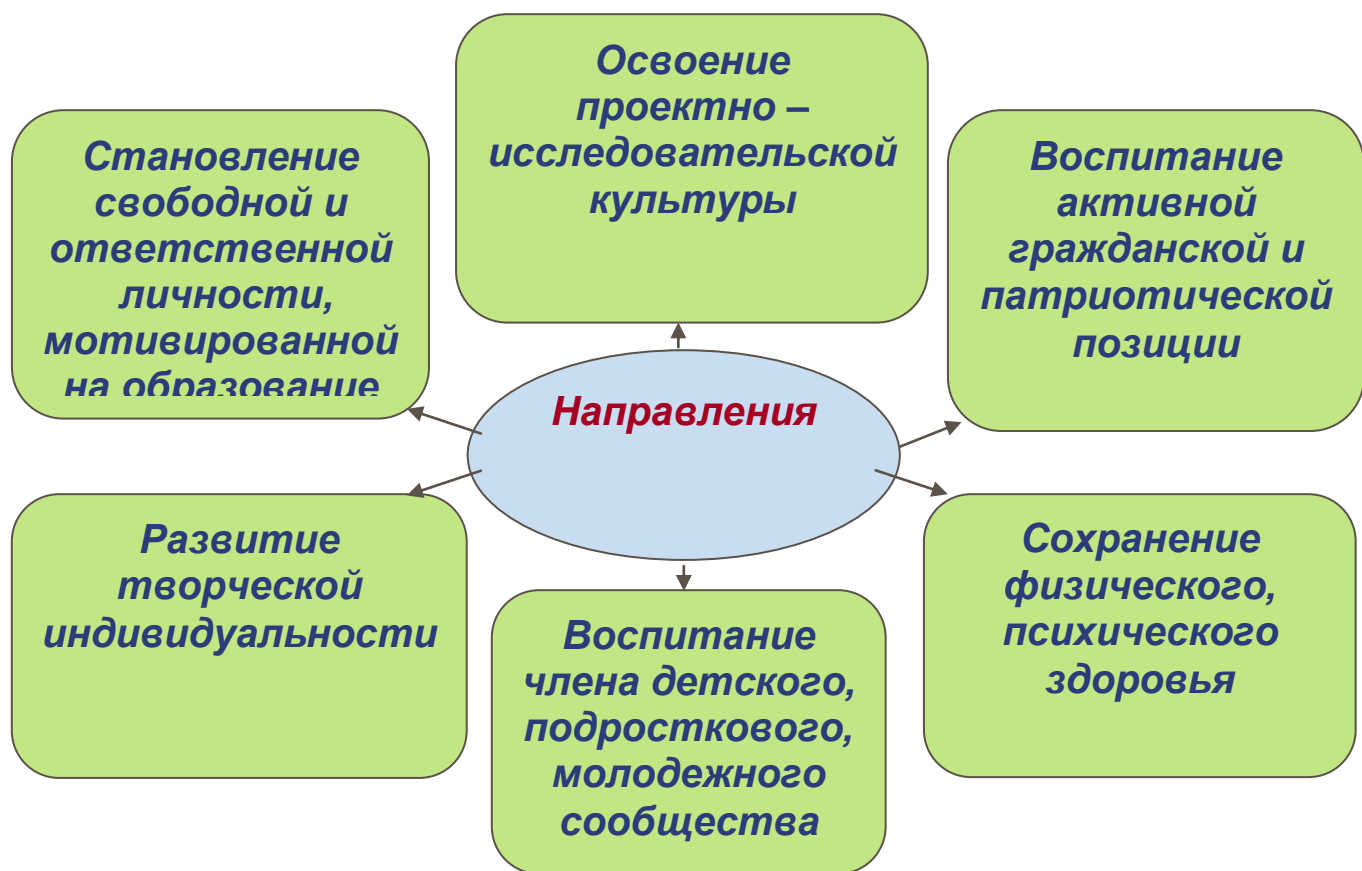 Освоение
проектно –
исследовательской
культуры
Становление
свободной и
ответственной
личности,
мотивированной
на образование
Воспитание
активной
гражданской и
патриотической
позиции
Направления
Развитие
творческой
индивидуальности
Воспитание
члена детского,
подросткового,
молодежного
сообщества
Сохранение
физического,
психического
здоровья